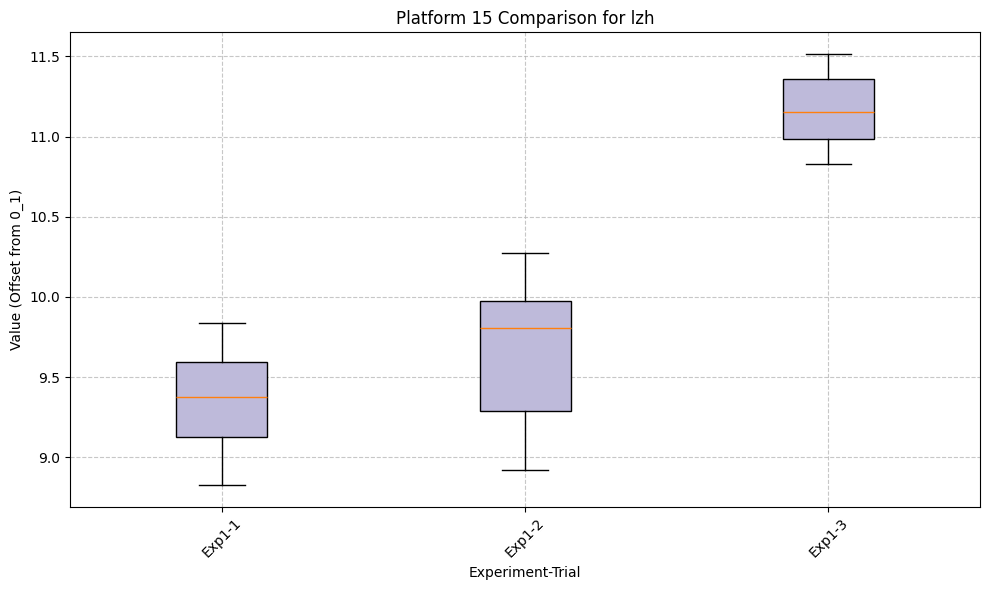 Platform 15 Comparison for lzh
Value (Offset from 0_1)
11.5
11.0
10.5
10.0
9.5
9.0
Exp1-1
Exp1-2
Exp1-3
Experiment-Trial